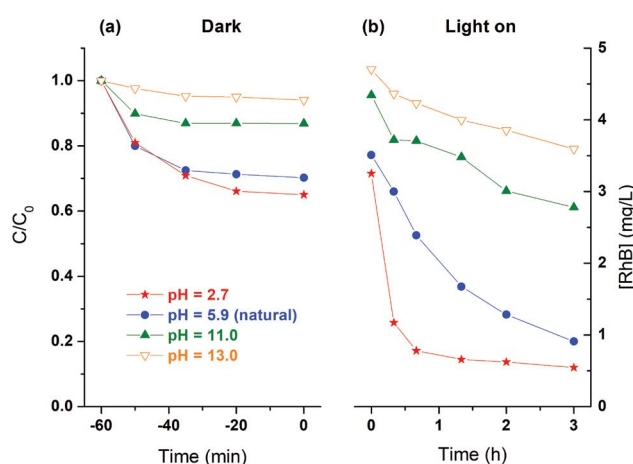 (a) Dark
(b) Light on
C/C0
1.0
0.8
0.6
0.4
0.2
0.0
pH = 2.7
pH = 5.9 (natural)
pH = 11.0
pH = 13.0
-60 -40 -20 0
Time (min)
0 1 2 3
Time (h)
5
4
3
2
1
0
[RhB] (mg/L)